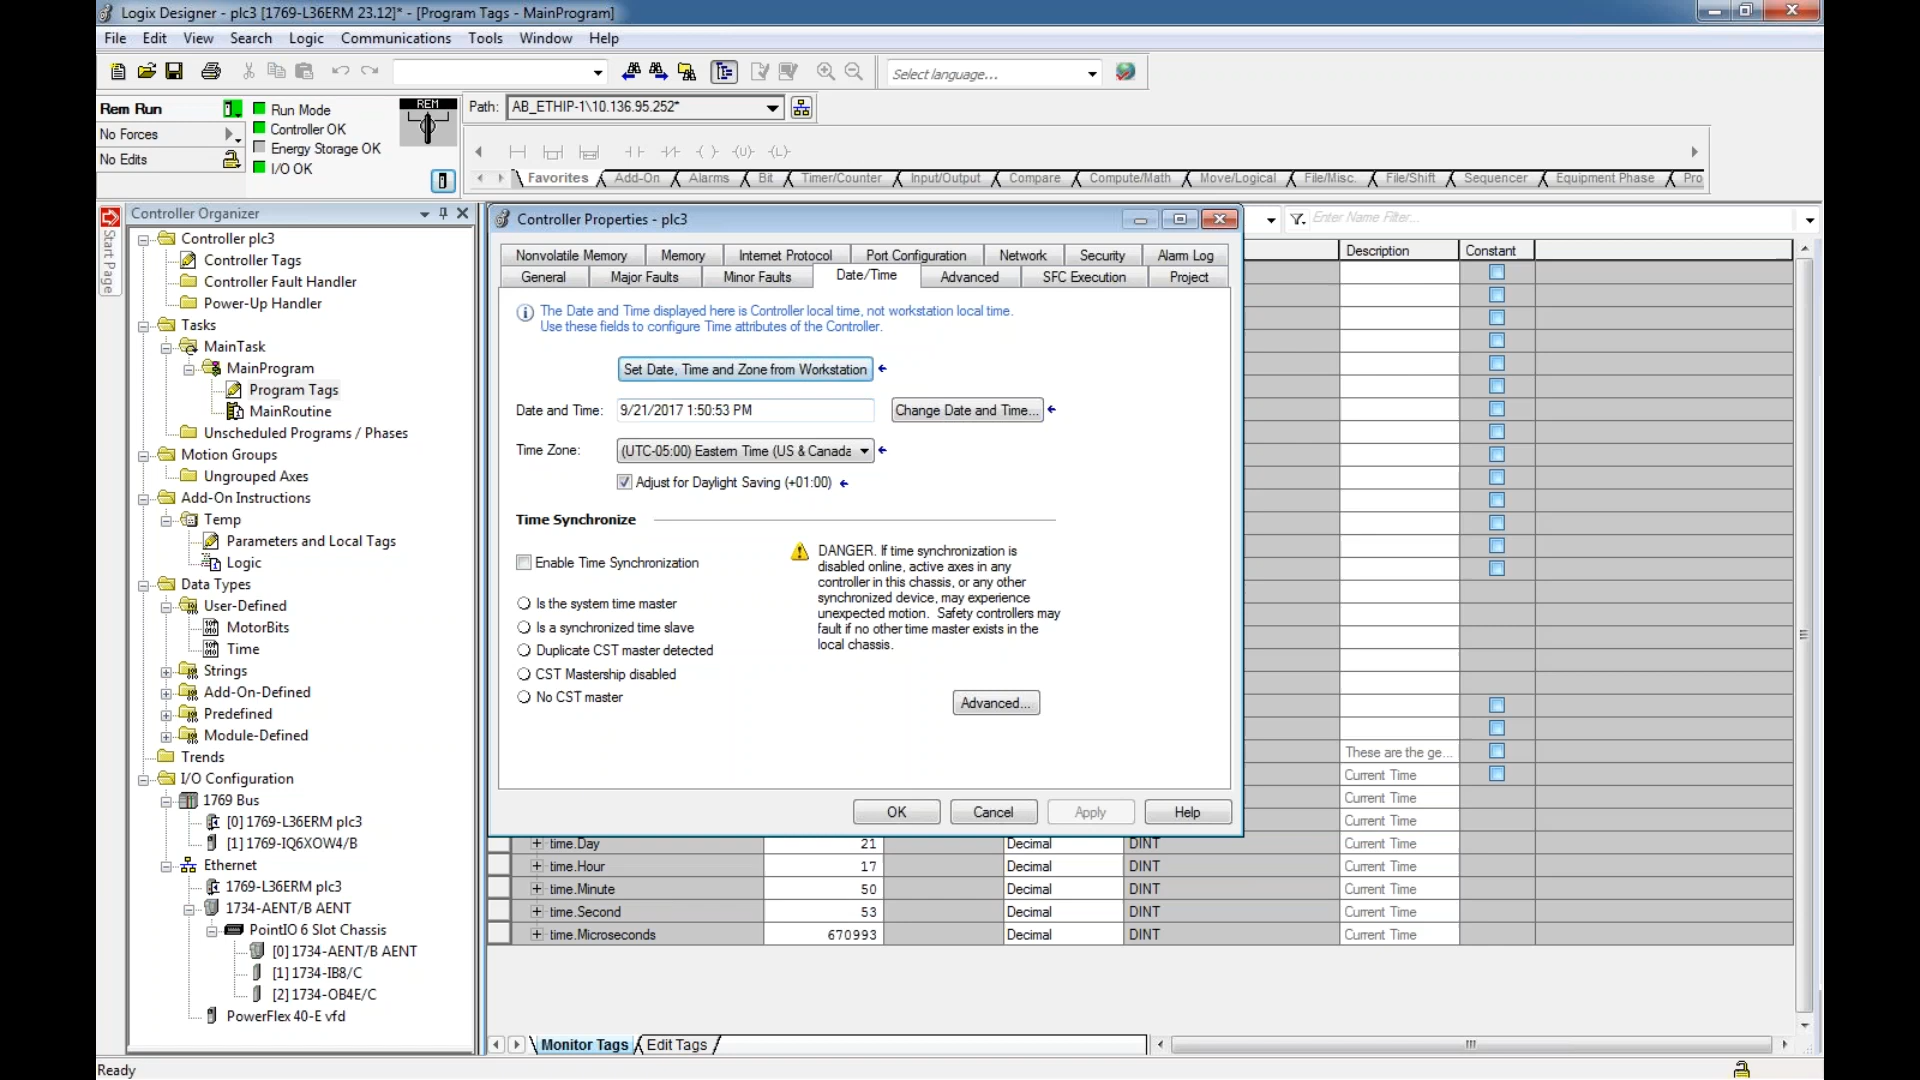 Logix Designer - plc3 [1769-L36ERM 23.12]* - [Program Tags - MainProgram]
File Edit View Search Logic Communications Tools Window Help
Select language...
Rem Run
Run Mode
REM
Path: AB_ETHIP-1\10.136.95.252*
No Forces
Controller OK
Energy Storage OK
No Edits
I/O OK
(U) (L)
Favorites Add-On Alarms Bit Timer/Counter Input/Output Compare Compute/Math Move/Logical File/Misc. File/Shift Sequencer Equipment Phase Pro
Start Page
Controller Organizer
Controller plc3
Controller Tags
Controller Fault Handler
Power-Up Handler
Tasks
MainTask
MainProgram
Program Tags
MainRoutine
Unscheduled Programs / Phases
Motion Groups
Ungrouped Axes
Add-On Instructions
Temp
Parameters and Local Tags
Logic
Data Types
User-Defined
MotorBits
Time
Strings
Add-On-Defined
Predefined
Module-Defined
Trends
I/O Configuration
1769 Bus
[0] 1769-L36ERM plc3
[1] 1769-IQ6XOW4/B
Ethernet
1769-L36ERM plc3
1734-AENT/B AENT
PointIO 6 Slot Chassis
[0] 1734-AENT/B AENT
[1] 1734-IB8/C
[2] 1734-OB4E/C
PowerFlex 40-E vfd
Controller Properties - plc3
Nonvolatile Memory Memory Internet Protocol Port Configuration Network Security Alarm Log
General Major Faults Minor Faults Date/Time Advanced SFC Execution Project
The Date and Time displayed here is Controller local time, not workstation local time.
Use these fields to configure Time attributes of the Controller.
Set Date, Time and Zone from Workstation
Date and Time: 9/21/2017 1:50:53 PM Change Date and Time...
Time Zone: (UTC-05:00) Eastern Time (US & Canada
Adjust for Daylight Saving (+01:00)
Time Synchronize
Enable Time Synchronization
Is the system time master
Is a synchronized time slave
Duplicate CST master detected
CST Mastership disabled
No CST master
DANGER. If time synchronization is
disabled online, active axes in any
controller in this chassis, or any other
synchronized device, may experience
unexpected motion. Safety controllers may
fault if no other time master exists in the
local chassis.
Advanced...
OK Cancel Apply Help
Enter Name Filter...
Description Constant
These are the ge...
Current Time
Current Time
Current Time
time.Day 21 Decimal DINT Current Time
time.Hour 17 Decimal DINT Current Time
time.Minute 50 Decimal DINT Current Time
time.Second 53 Decimal DINT Current Time
time.Microseconds 670993 Decimal DINT Current Time
Monitor Tags Edit Tags
Ready